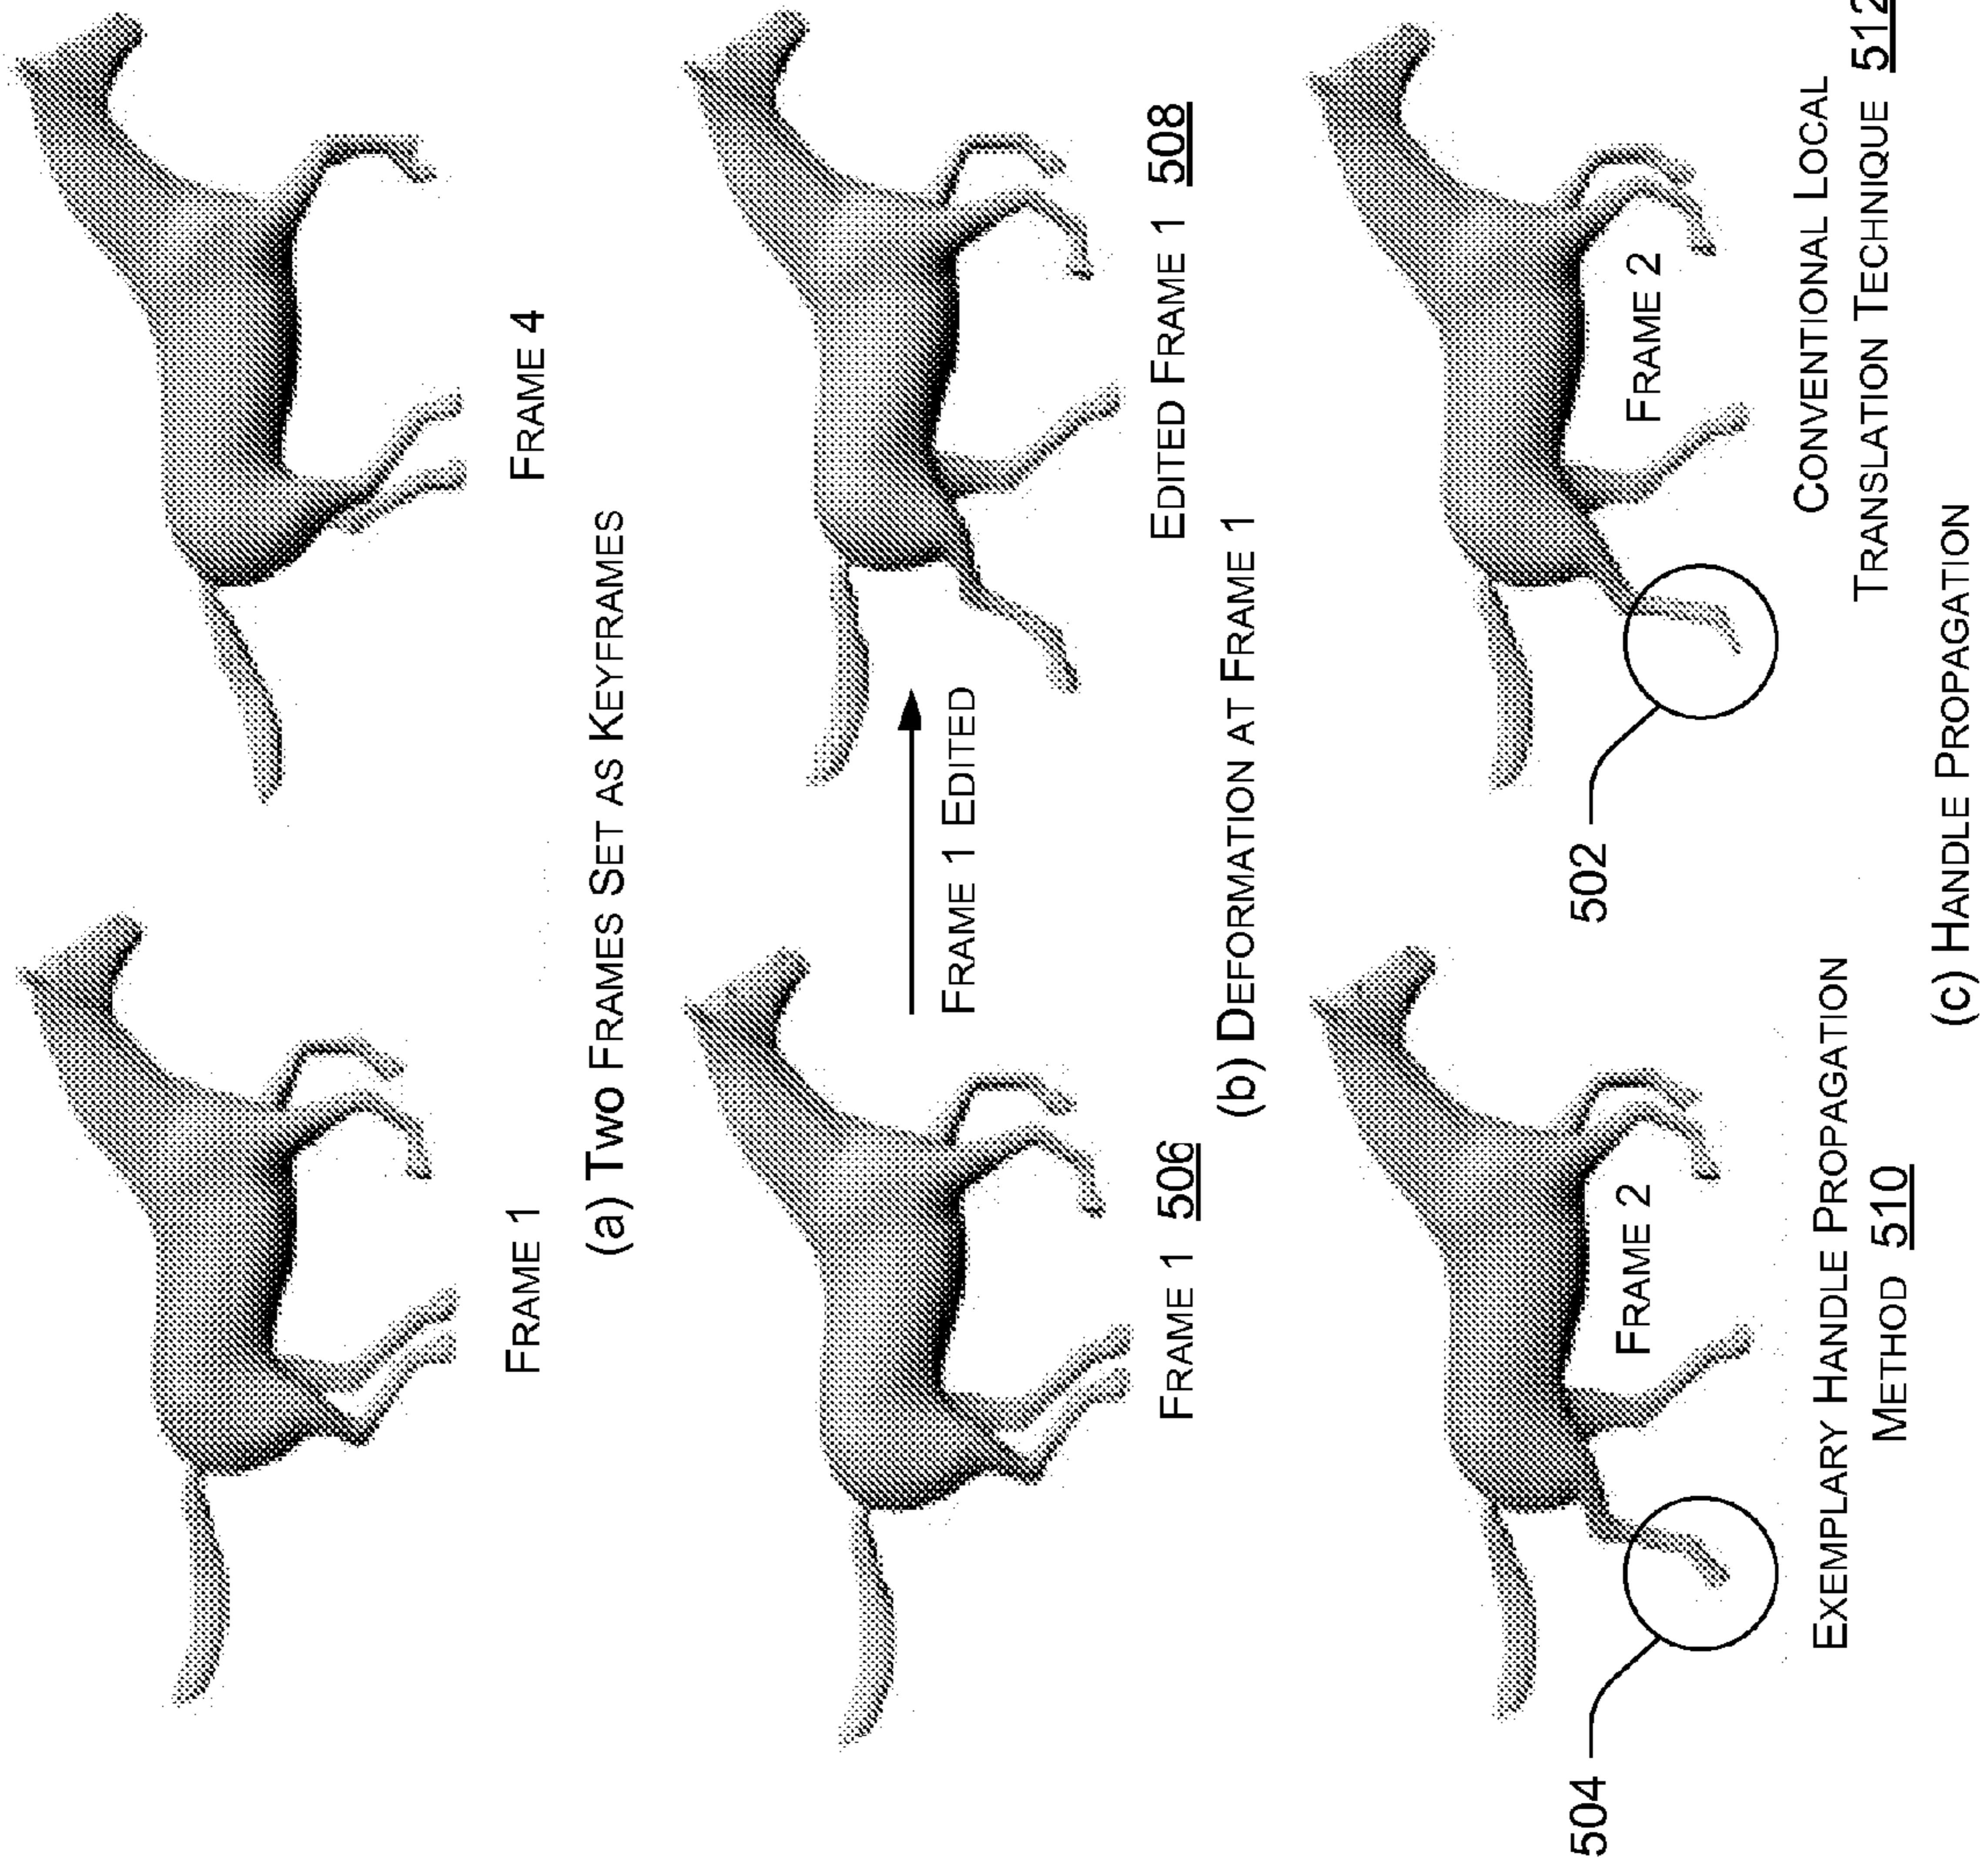 FRAME 1
FRAME 4
(a) TWO FRAMES SET AS KEYFRAMES
FRAME 1 EDITED
FRAME 1 506
EDITED FRAME 1 508
(b) DEFORMATION AT FRAME 1
504
502
FRAME 2
FRAME 2
EXEMPLARY HANDLE PROPAGATION
METHOD 510
CONVENTIONAL LOCAL
TRANSLATION TECHNIQUE 512
(c) HANDLE PROPAGATION